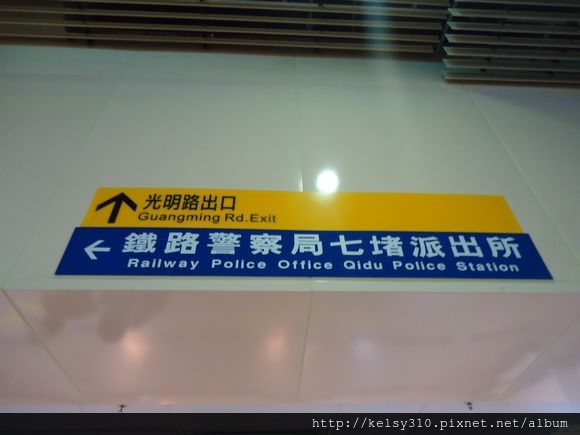 光明路出口
Guangming Rd.Exit
鐵路警察局七堵派出所
Railway Police Office Qidu Police Station
http://kelsy310.pixnet.net/album